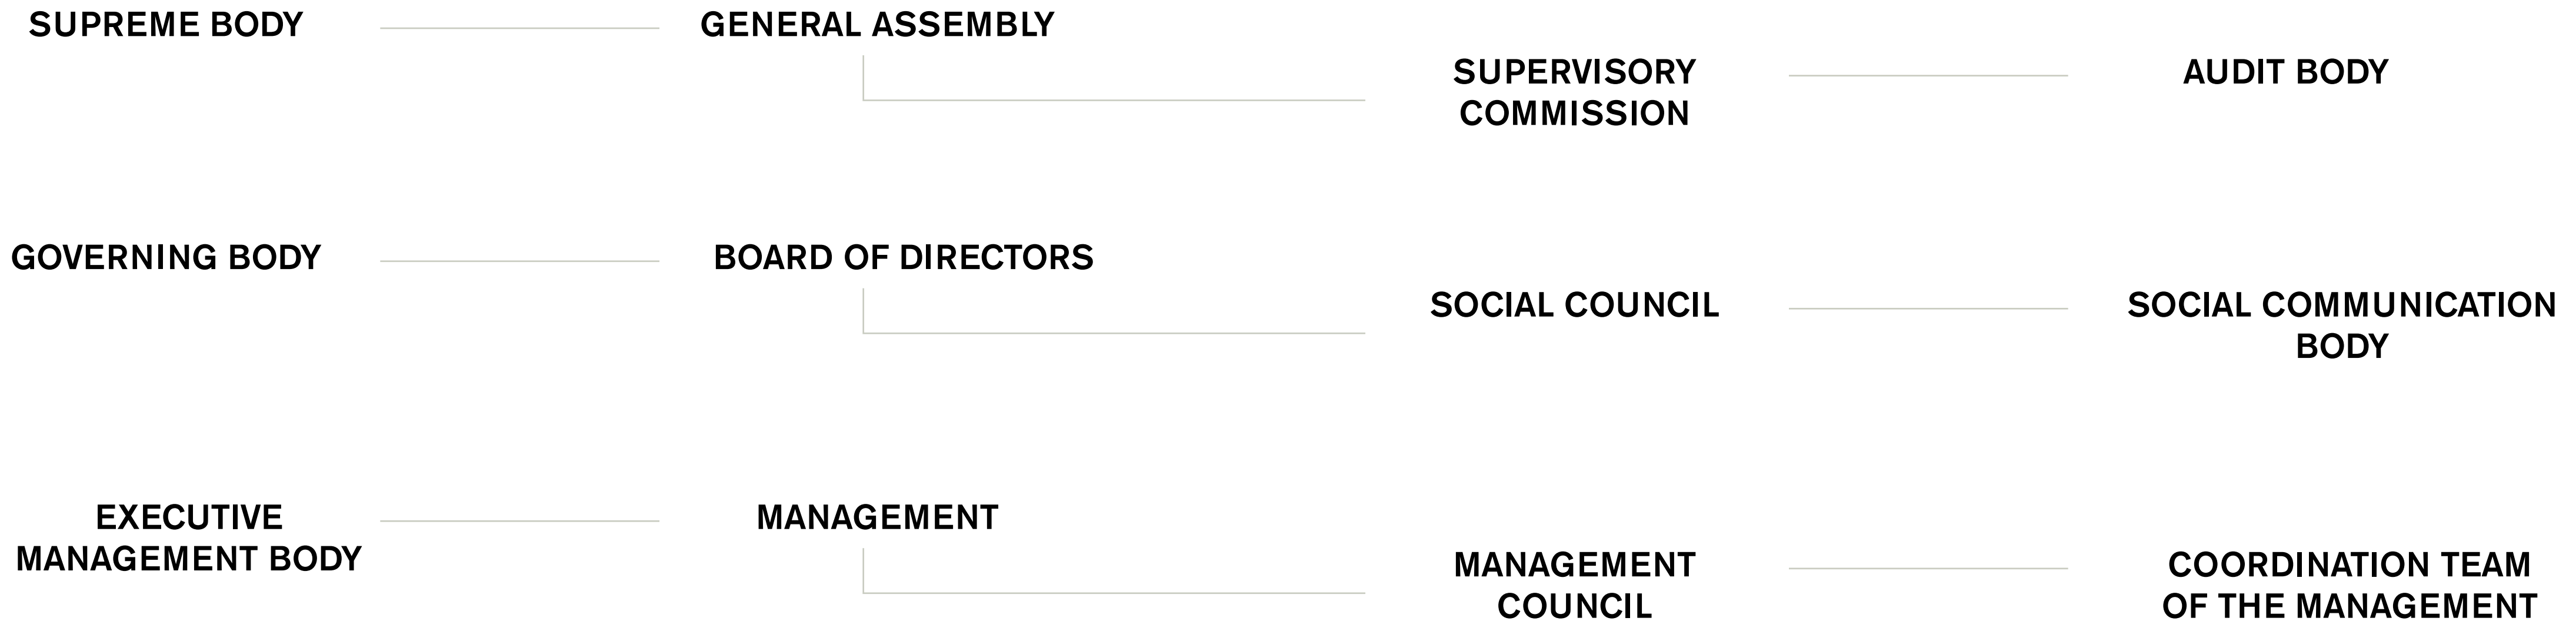 SUPREME BODY
GENERAL ASSEMBLY
SUPERVISORY
COMMISSION
AUDIT BODY
GOVERNING BODY
BOARD OF DIRECTORS
SOCIAL COUNCIL
SOCIAL COMMUNICATION
BODY
EXECUTIVE
MANAGEMENT BODY
MANAGEMENT
MANAGEMENT
COUNCIL
COORDINATION TEAM
OF THE MANAGEMENT